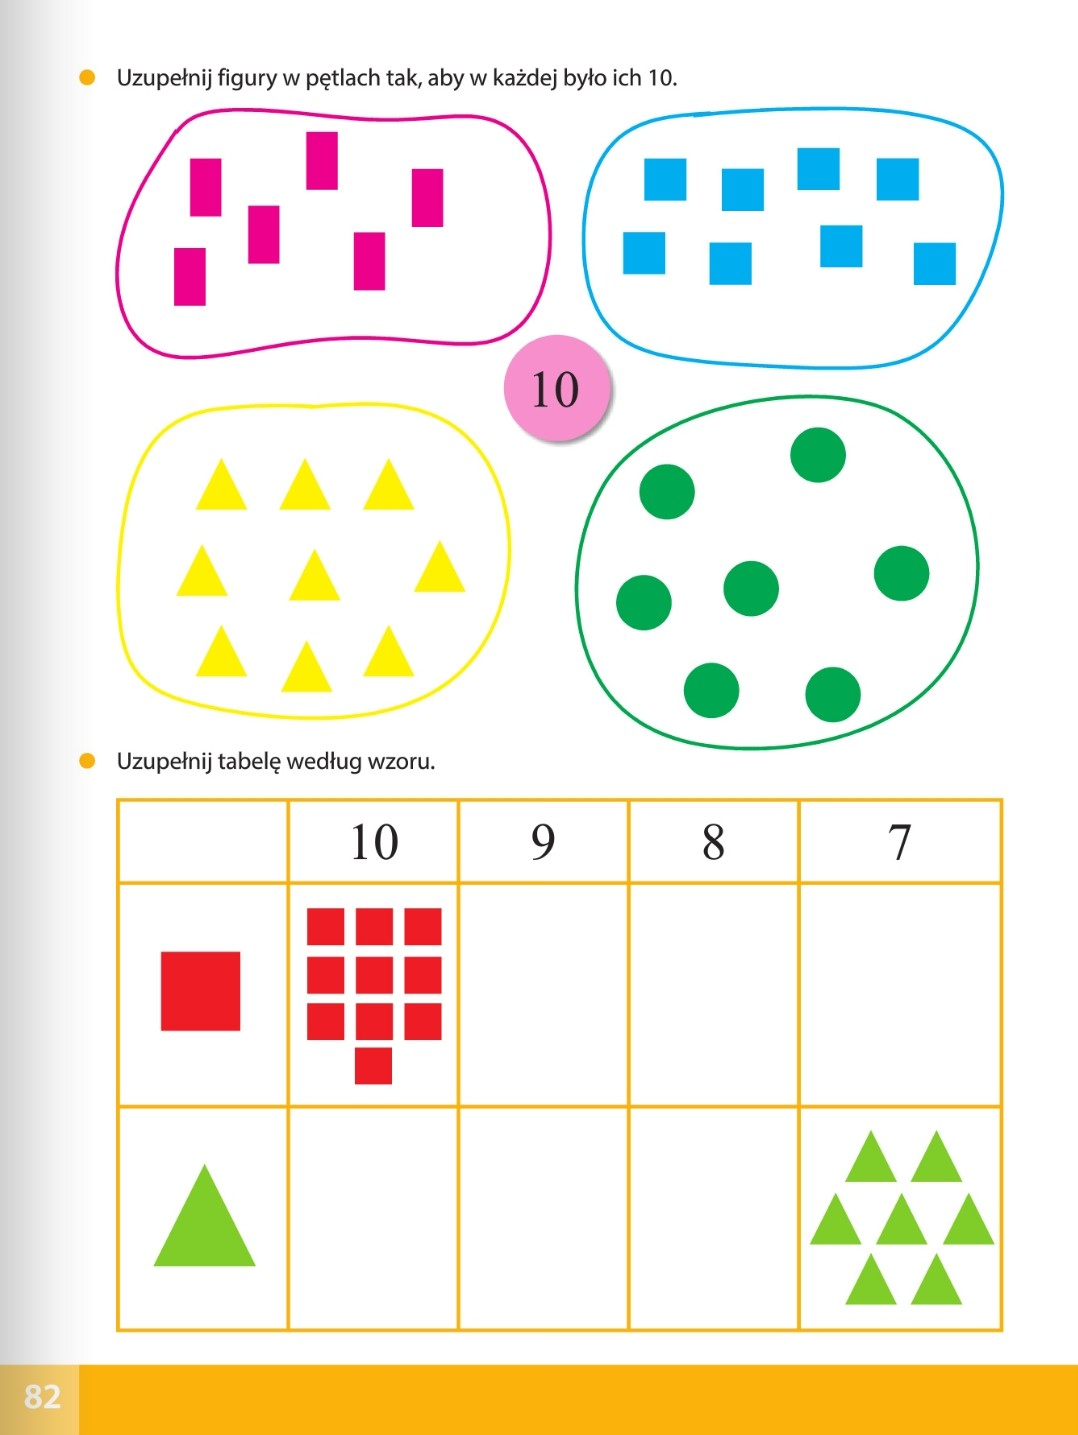 Uzupełnij figury w pętlach tak, aby w każdej było ich 10.
10
Uzupełnij tabelę według wzoru.
10 9 8 7
82